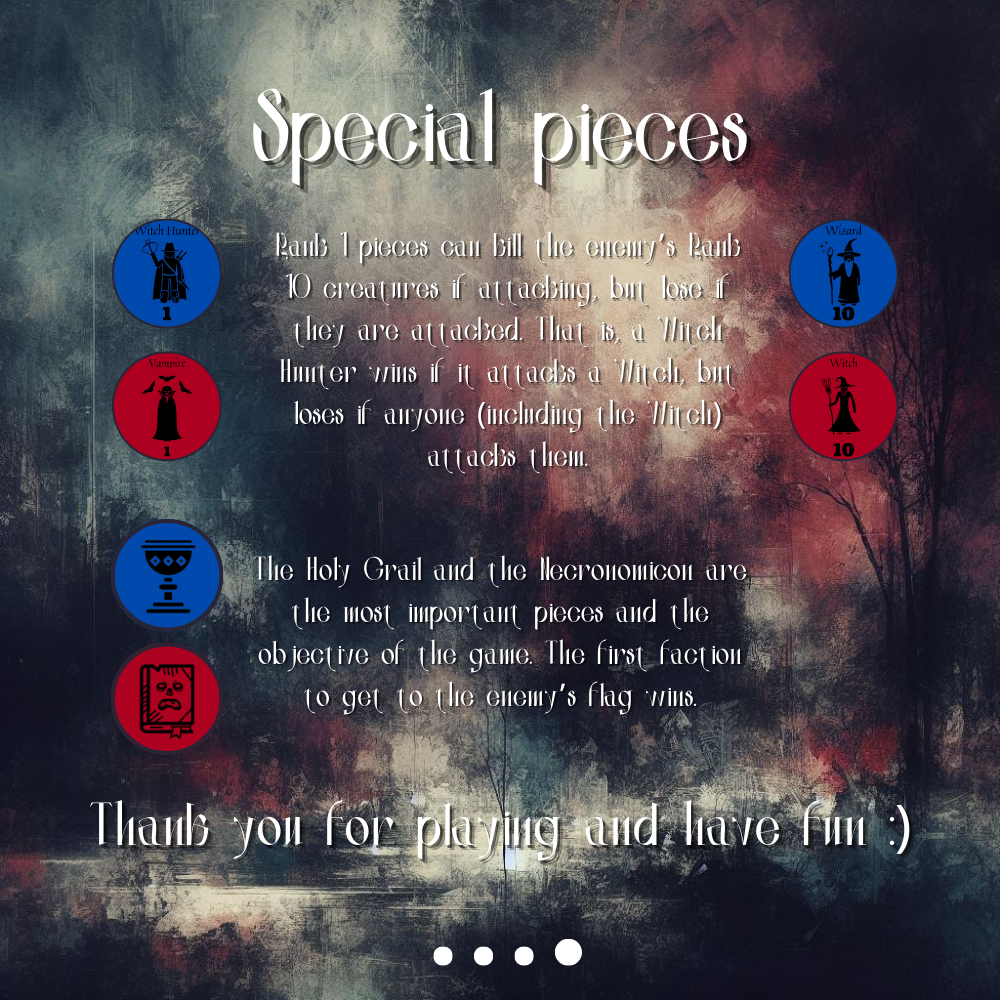 Special pieces
Witch Hunter
1
Vampire
1
Rank 1 pieces can kill the enemy's Rank
10 creatures if attacking, but lose if
they are attacked. That is, a Witch
Hunter wins if it attacks a Witch, but
loses if anyone (including the Witch)
attacks them.
Wizard
10
Witch
10
The Holy Grail and the Necronomicon are
the most important pieces and the
objective of the game. The first faction
to get to the enemy's flag wins.
Thank you for playing and have fun :)